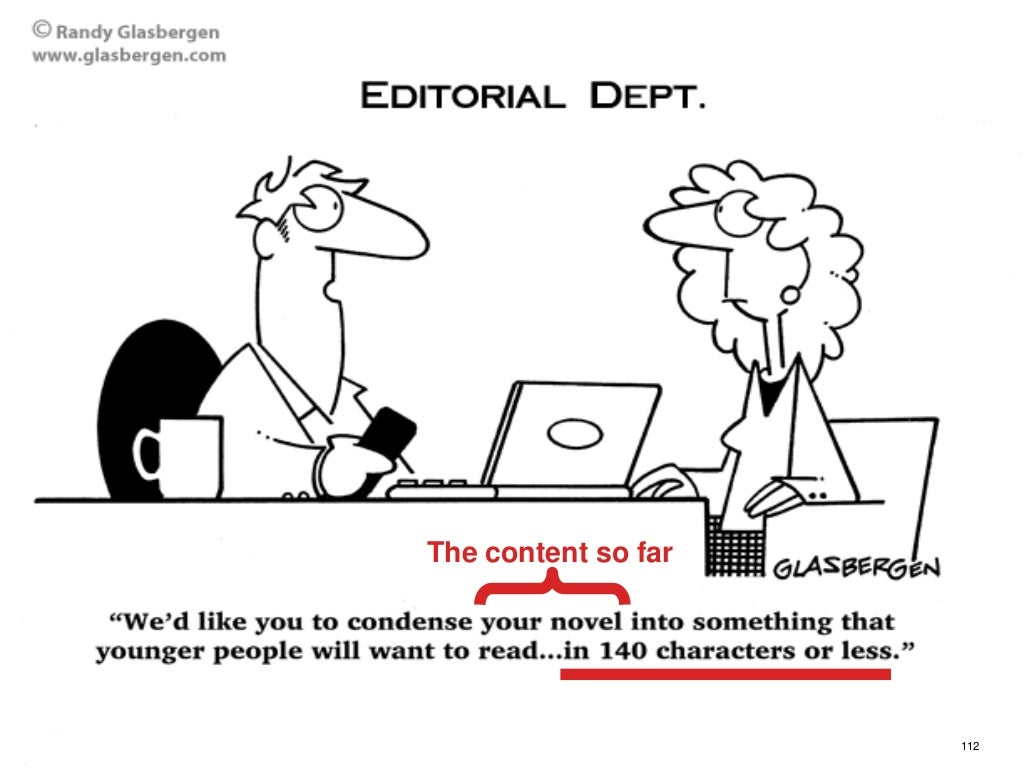 © Randy Glasbergen
www.glasbergen.com
EDITORIAL DEPT.
The content so far
GLASBERGEN
“We’d like you to condense your novel into something that
younger people will want to read...in 140 characters or less.”
112